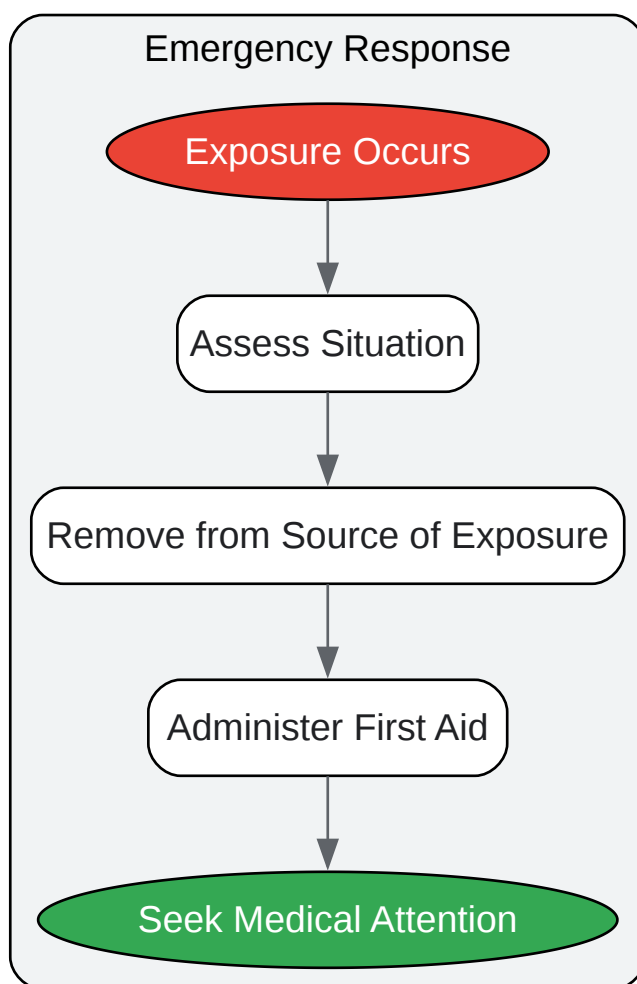 Emergency Response
Exposure Occurs
Assess Situation
Remove from Source of Exposure
Administer First Aid
Seek Medical Attention